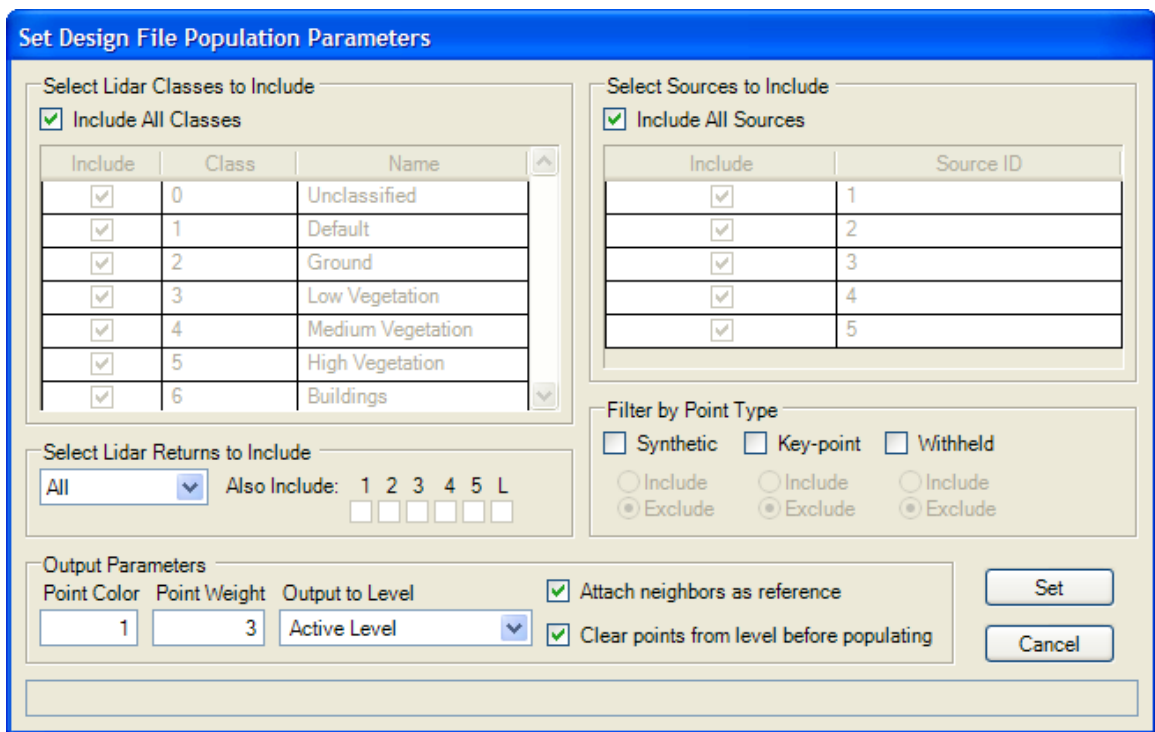 Set Design File Population Parameters
Select Lidar Classes to Include
Include All Classes
Include Class Name
0 Unclassified
1 Default
2 Ground
3 Low Vegetation
4 Medium Vegetation
5 High Vegetation
6 Buildings
Select Sources to Include
Include All Sources
Include Source ID
1
2
3
4
5
Select Lidar Returns to Include
All Also Include: 1 2 3 4 5 L
Filter by Point Type
Synthetic Key-point Withheld
Include Include Include
Exclude Exclude Exclude
Output Parameters
Point Color Point Weight Output to Level
1 3 Active Level
Attach neighbors as reference
Clear points from level before populating
Set
Cancel